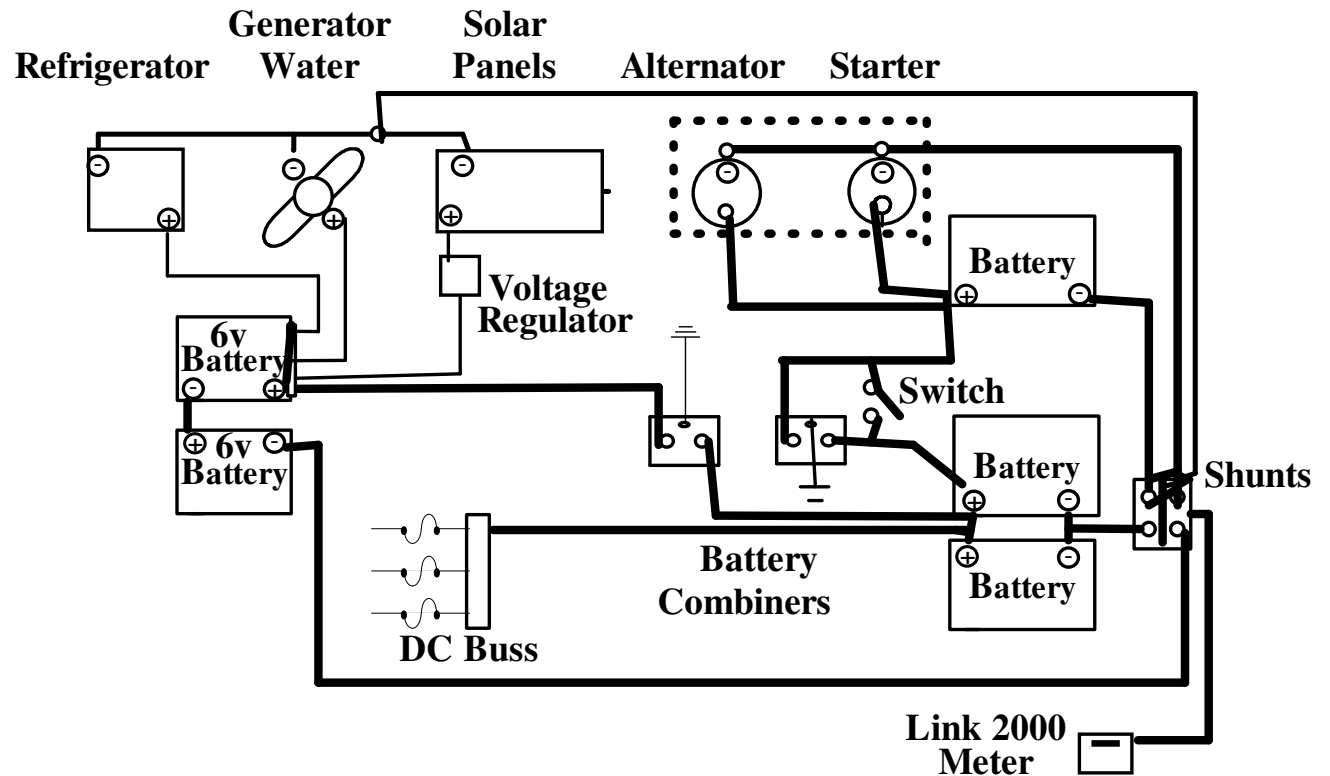 Generator
Water
Solar
Panels
Refrigerator
Alternator
Starter
-
-
-
-
-
+
+
+
Battery
+
-
Voltage
Regulator
6v
Battery
-
+
Switch
6v
Battery
+
-
Battery
+
-
Shunts
Battery
+
-
Battery
Combiners
DC Buss
Link 2000
Meter